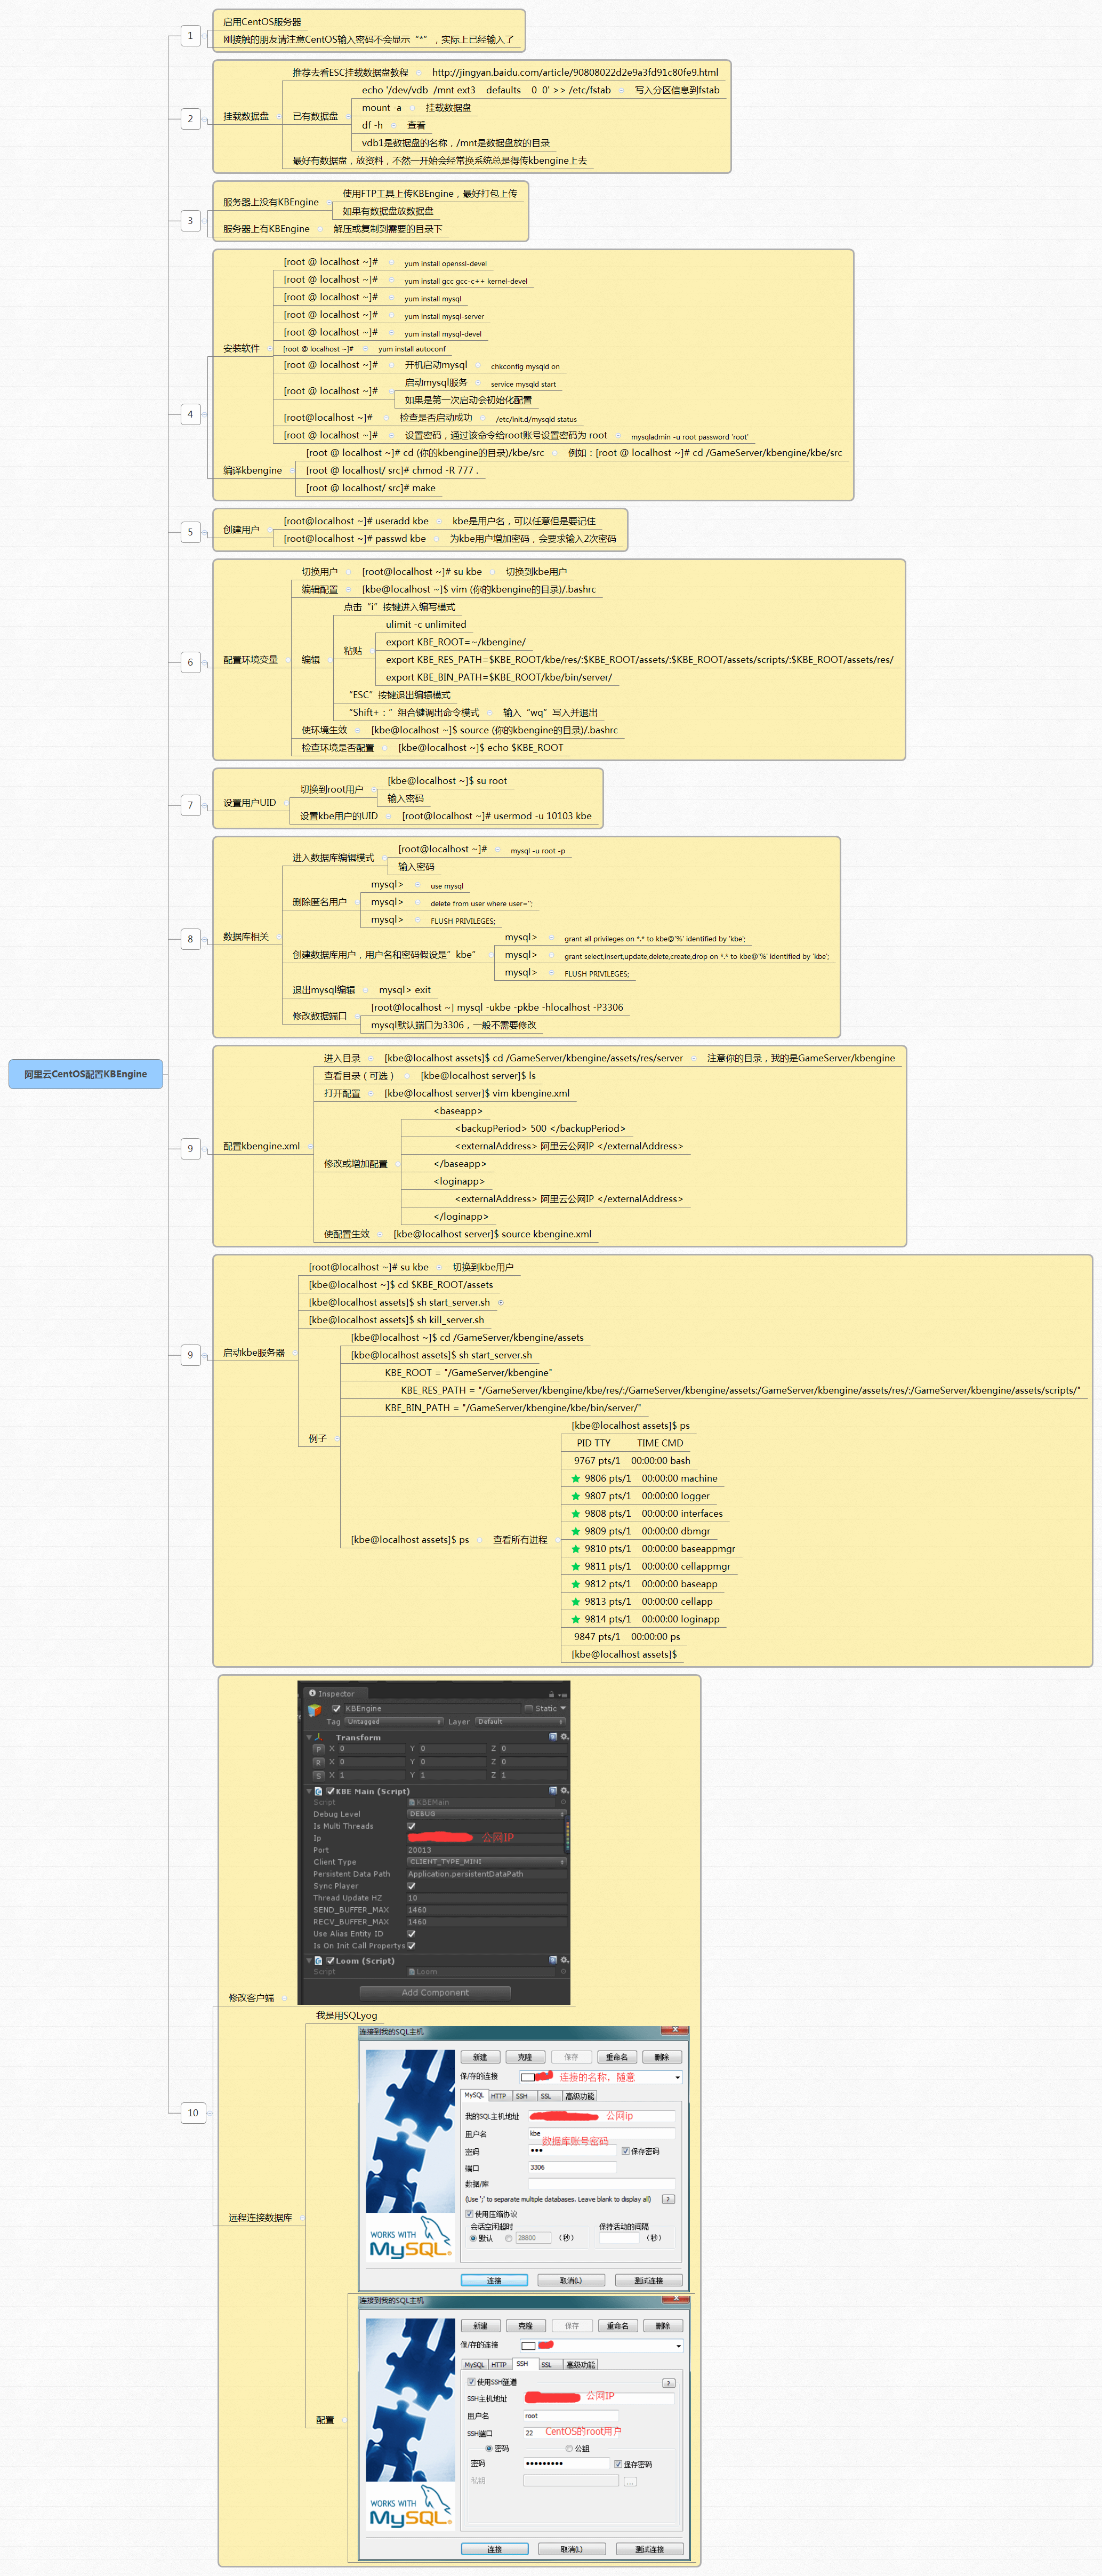 阿里云CentOS配置KBEngine
1
启用CentOS服务器
刚接触的朋友请注意CentOS输入密码不会显示“*”，实际上已经输入了
2
挂载数据盘
推荐去看ESC挂载数据盘教程 http://jingyan.baidu.com/article/90808022d2e9a3fd91c80fe9.html
已有数据盘
echo '/dev/vdb /mnt ext3 defaults 0 0' >> /etc/fstab 写入分区信息到fstab
mount -a 挂载数据盘
df -h 查看
vdb1是数据盘的名称，/mnt是数据盘放的目录
最好有数据盘，放资料，不然一开始会经常换系统总是得传kbengine上去
3
服务器上没有KBEngine
使用FTP工具上传KBEngine，最好打包上传
如果有数据盘放数据盘
服务器上有KBEngine 解压或复制到需要的目录下
4
安装软件
[root @ localhost ~]# yum install openssl-devel
[root @ localhost ~]# yum install gcc gcc-c++ kernel-devel
[root @ localhost ~]# yum install mysql
[root @ localhost ~]# yum install mysql-server
[root @ localhost ~]# yum install mysql-devel
[root @ localhost ~]# yum install autoconf
[root @ localhost ~]# 开机启动mysql chkconfig mysqld on
[root @ localhost ~]#
启动mysql服务 service mysqld start
如果是第一次启动会初始化配置
[root@localhost ~]# 检查是否启动成功 /etc/init.d/mysqld status
[root @ localhost ~]# 设置密码，通过该命令给root账号设置密码为 root mysqladmin -u root password 'root'
编译kbengine
[root @ localhost ~]# cd (你的kbengine的目录)/kbe/src 例如：[root @ localhost ~]# cd /GameServer/kbengine/kbe/src
[root @ localhost/ src]# chmod -R 777 .
[root @ localhost/ src]# make
5
创建用户
[root@localhost ~]# useradd kbe kbe是用户名，可以任意但是要记住
[root@localhost ~]# passwd kbe 为kbe用户增加密码，会要求输入2次密码
6
配置环境变量
切换用户 [root@localhost ~]# su kbe 切换到kbe用户
编辑配置 [kbe@localhost ~]$ vim (你的kbengine的目录)/.bashrc
编辑
点击“i”按键进入编写模式
粘贴
ulimit -c unlimited
export KBE_ROOT=~/kbengine/
export KBE_RES_PATH=$KBE_ROOT/kbe/res/:$KBE_ROOT/assets/:$KBE_ROOT/assets/scripts/:$KBE_ROOT/assets/res/
export KBE_BIN_PATH=$KBE_ROOT/kbe/bin/server/
“ESC”按键退出编辑模式
“Shift+：”组合键调出命令模式 输入“wq”写入并退出
使环境生效 [kbe@localhost ~]$ source (你的kbengine的目录)/.bashrc
检查环境是否配置 [kbe@localhost ~]$ echo $KBE_ROOT
7
设置用户UID
切换到root用户
[kbe@localhost ~]$ su root
输入密码
设置kbe用户的UID [root@localhost ~]# usermod -u 10103 kbe
8
数据库相关
进入数据库编辑模式
[root@localhost ~]# mysql -u root -p
输入密码
删除匿名用户
mysql> use mysql
mysql> delete from user where user='';
mysql> FLUSH PRIVILEGES;
创建数据库用户，用户名和密码假设是”kbe“
mysql> grant all privileges on *.* to kbe@'%' identified by 'kbe';
mysql> grant select,insert,update,delete,create,drop on *.* to kbe@'%' identified by 'kbe';
mysql> FLUSH PRIVILEGES;
退出mysql编辑 mysql> exit
修改数据端口
[root@localhost ~] mysql -ukbe -pkbe -hlocalhost -P3306
mysql默认端口为3306，一般不需要修改
9
配置kbengine.xml
进入目录 [kbe@localhost assets]$ cd /GameServer/kbengine/assets/res/server 注意你的目录，我的是GameServer/kbengine
查看目录（可选） [kbe@localhost server]$ ls
打开配置 [kbe@localhost server]$ vim kbengine.xml
修改或增加配置
<baseapp>
<backupPeriod> 500 </backupPeriod>
<externalAddress> 阿里云公网IP </externalAddress>
</baseapp>
<loginapp>
<externalAddress> 阿里云公网IP </externalAddress>
</loginapp>
使配置生效 [kbe@localhost server]$ source kbengine.xml
9
启动kbe服务器
[root@localhost ~]# su kbe 切换到kbe用户
[kbe@localhost ~]$ cd $KBE_ROOT/assets
[kbe@localhost assets]$ sh start_server.sh
[kbe@localhost assets]$ sh kill_server.sh
例子
[kbe@localhost ~]$ cd /GameServer/kbengine/assets
[kbe@localhost assets]$ sh start_server.sh
KBE_ROOT = "/GameServer/kbengine"
KBE_RES_PATH = "/GameServer/kbengine/kbe/res/:/GameServer/kbengine/assets:/GameServer/kbengine/assets/res/:/GameServer/kbengine/assets/scripts/"
KBE_BIN_PATH = "/GameServer/kbengine/kbe/bin/server/"
[kbe@localhost assets]$ ps 查看所有进程
[kbe@localhost assets]$ ps
PID TTY TIME CMD
9767 pts/1 00:00:00 bash
9806 pts/1 00:00:00 machine
9807 pts/1 00:00:00 logger
9808 pts/1 00:00:00 interfaces
9809 pts/1 00:00:00 dbmgr
9810 pts/1 00:00:00 baseappmgr
9811 pts/1 00:00:00 cellappmgr
9812 pts/1 00:00:00 baseapp
9813 pts/1 00:00:00 cellapp
9814 pts/1 00:00:00 loginapp
9847 pts/1 00:00:00 ps
[kbe@localhost assets]$
10
修改客户端
Inspector
KBEngine Static
Tag Untagged Layer Default
Transform
P X 0 Y 0 Z 0
R X 0 Y 0 Z 0
S X 1 Y 1 Z 1
KBE Main (Script)
Script KBEMain
Debug Level DEBUG
Is Multi Threads
Ip 公网IP
Port 20013
Client Type CLIENT_TYPE_MINI
Persistent Data Path Application.persistentDataPath
Sync Player
Thread Update HZ 10
SEND_BUFFER_MAX 1460
RECV_BUFFER_MAX 1460
Use Alias Entity ID
Is On Init Call Propertys
Loom (Script)
Script Loom
Add Component
远程连接数据库
我是用SQLyog
配置
连接到我的SQL主机
新建 克隆 保存 重命名 删除
保/存的连接 连接的名称，随意
MySQL HTTP SSH SSL 高级功能
我的SQL主机地址 公网ip
用户名 kbe
数据库账号密码
密码 ••• 保存密码
端口 3306
数据/库
(Use ';' to separate multiple databases. Leave blank to display all) ?
使用压缩协议
会话空闲超时 保持活动的间隔
默认 28800 （秒） （秒）
WORKS WITH
MySQL
连接 取消(L) 测试连接
连接到我的SQL主机
新建 克隆 保存 重命名 删除
保/存的连接
MySQL HTTP SSH SSL 高级功能
使用SSH隧道 ?
SSH主机地址 公网IP
用户名 root
SSH端口 22 CentOS的root用户
密码 公钥
密码 ••••••••• 保存密码
私钥 ...
WORKS WITH
MySQL
连接 取消(L) 测试连接